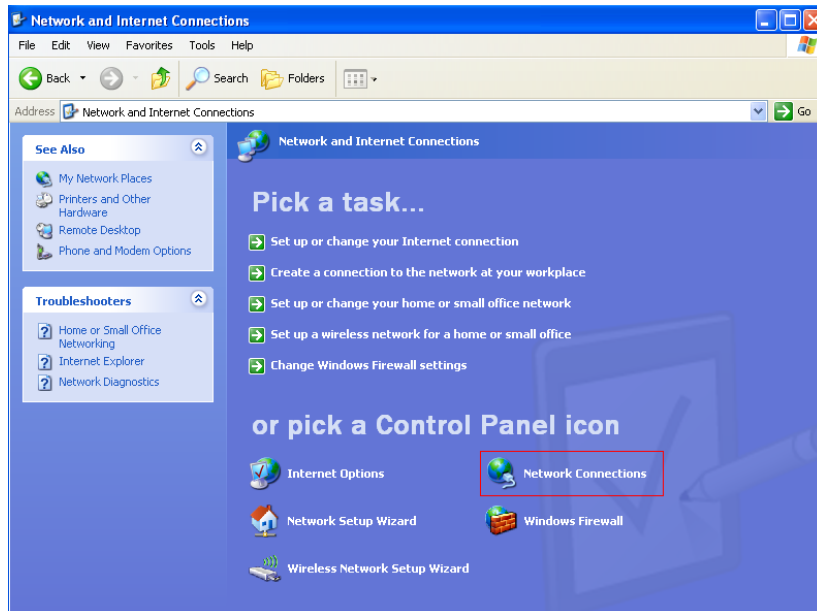 Network and Internet Connections
File Edit View Favorites Tools Help
Back Search Folders
Address Network and Internet Connections Go
See Also
My Network Places
Printers and Other
Hardware
Remote Desktop
Phone and Modem Options
Troubleshooters
? Home or Small Office
Networking
? Internet Explorer
? Network Diagnostics
Network and Internet Connections
Pick a task...
Set up or change your Internet connection
Create a connection to the network at your workplace
Set up or change your home or small office network
Set up a wireless network for a home or small office
Change Windows Firewall settings
or pick a Control Panel icon
Internet Options Network Connections
Network Setup Wizard Windows Firewall
Wireless Network Setup Wizard